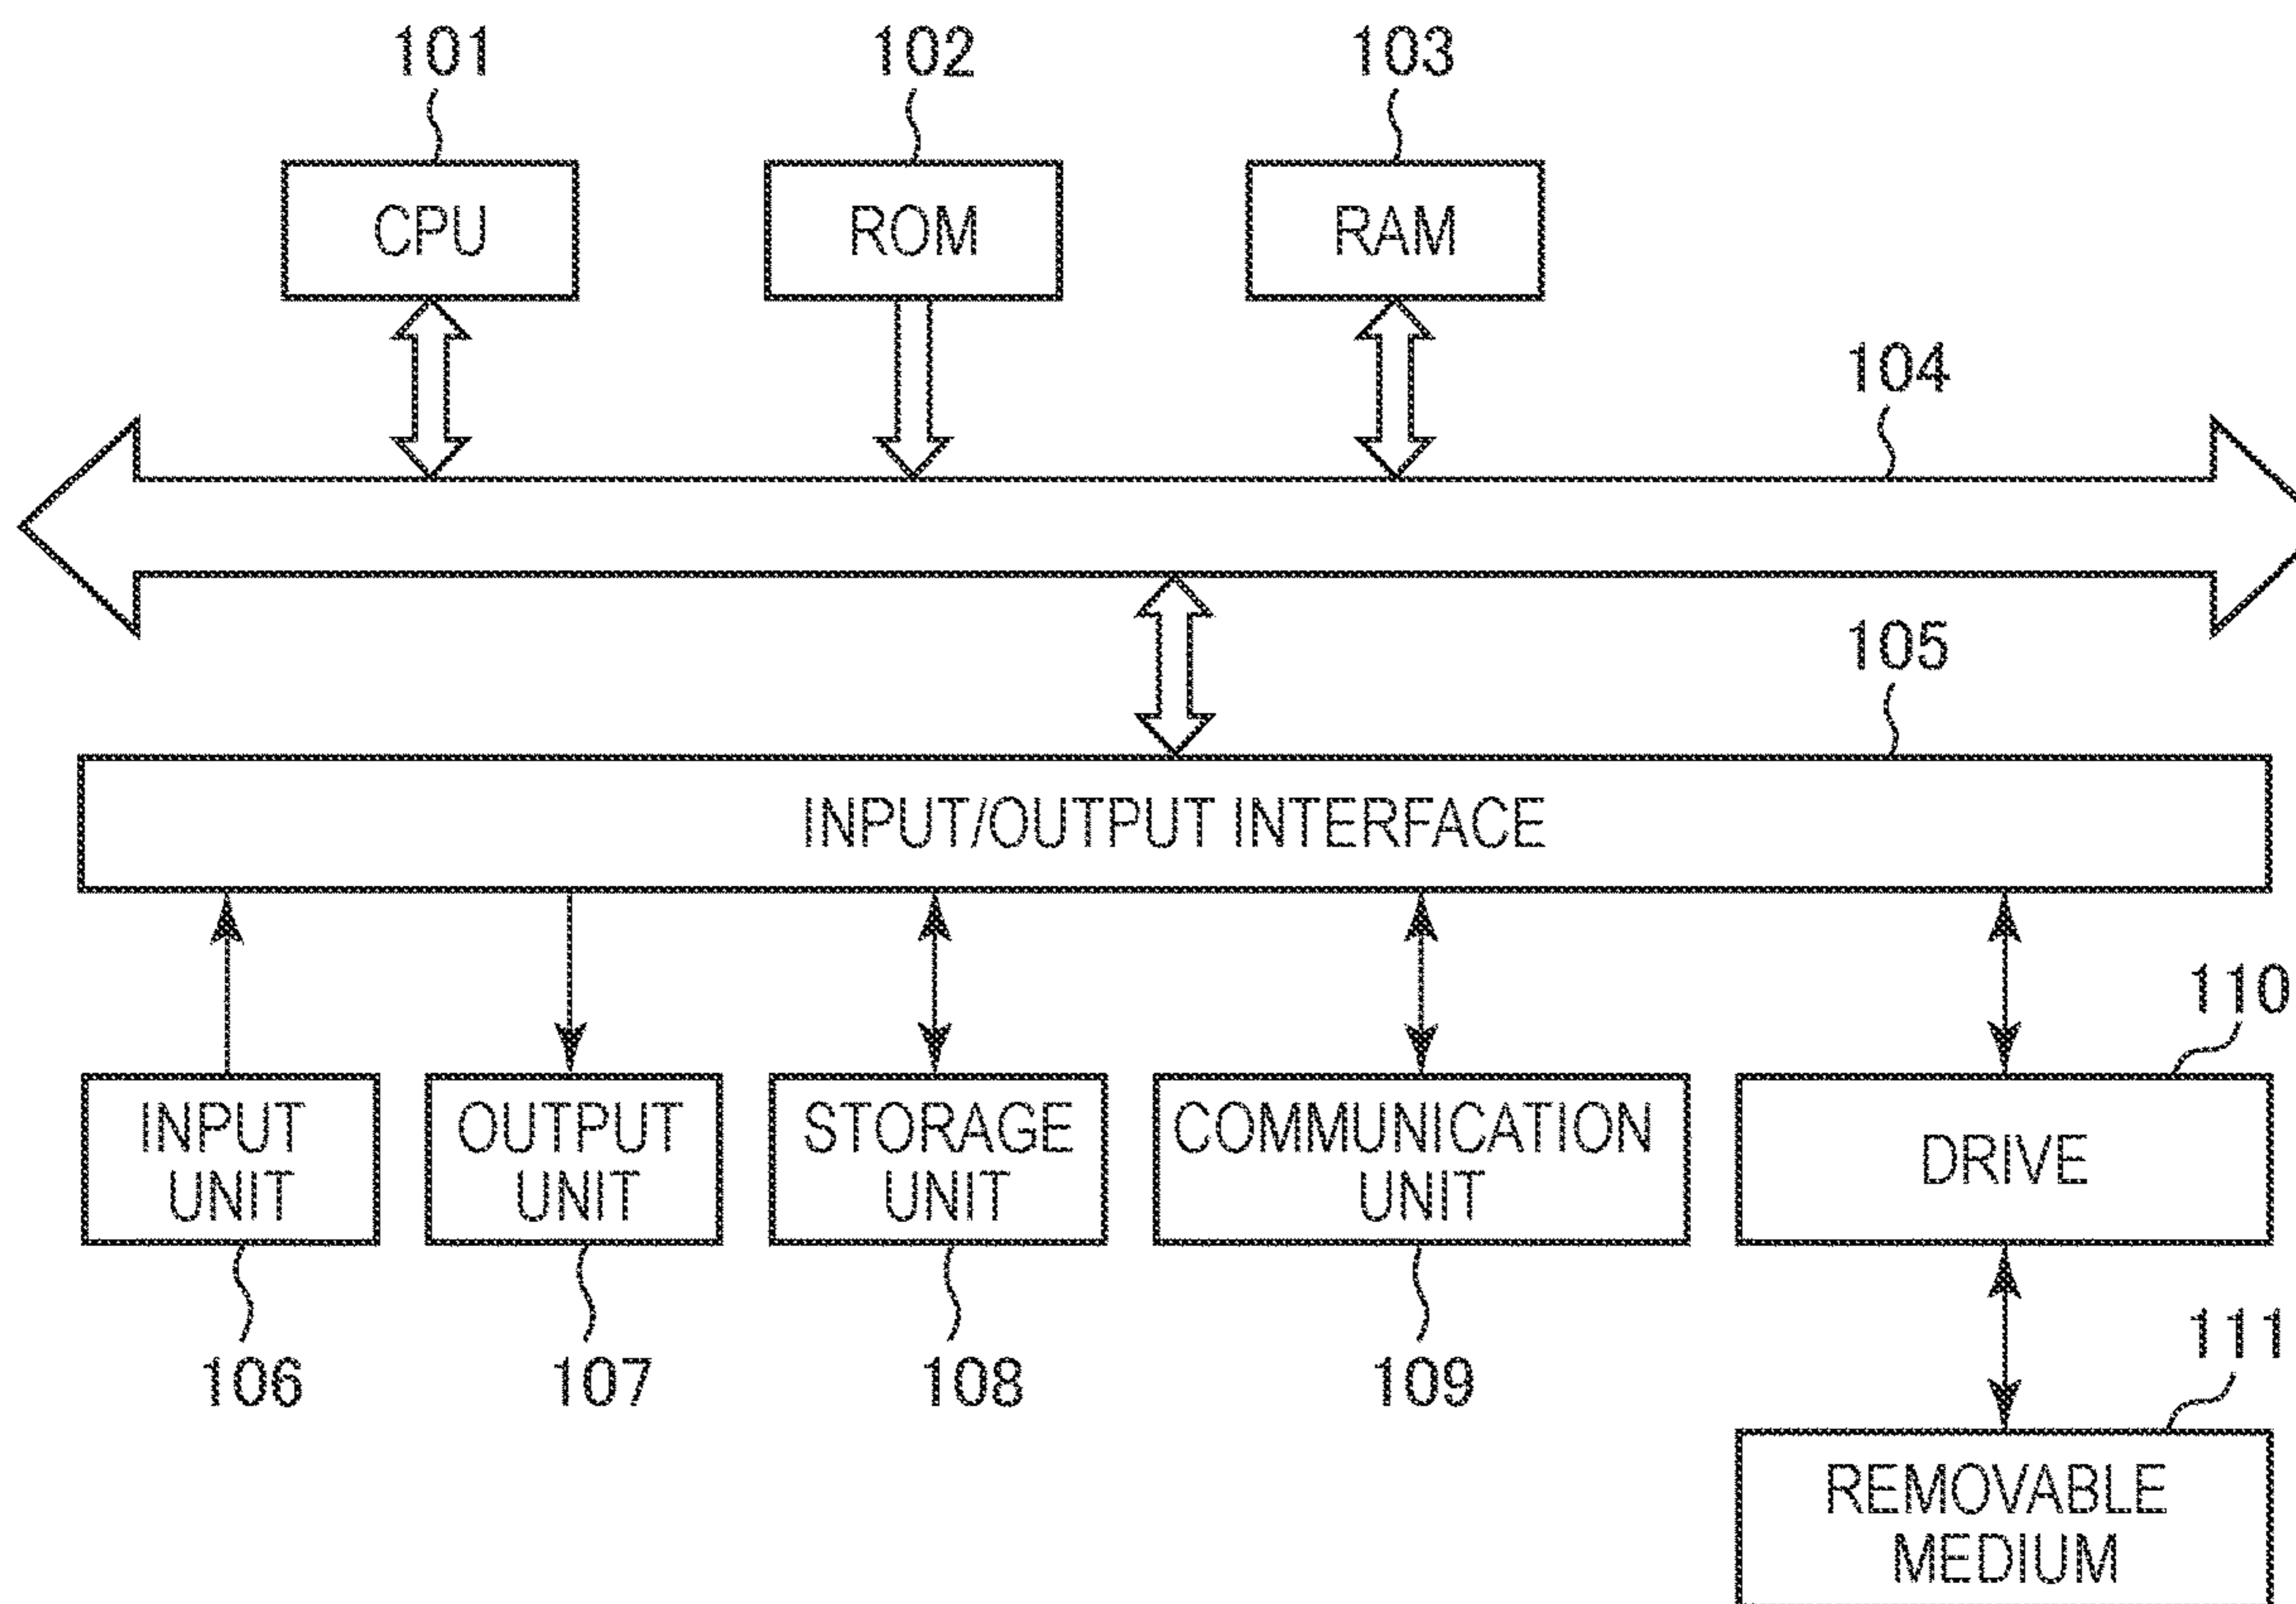 101
102
103
CPU
ROM
RAM
104
105
INPUT/OUTPUT INTERFACE
110
INPUT
UNIT
OUTPUT
UNIT
STORAGE
UNIT
COMMUNICATION
UNIT
DRIVE
106
107
108
109
111
REMOVABLE
MEDIUM